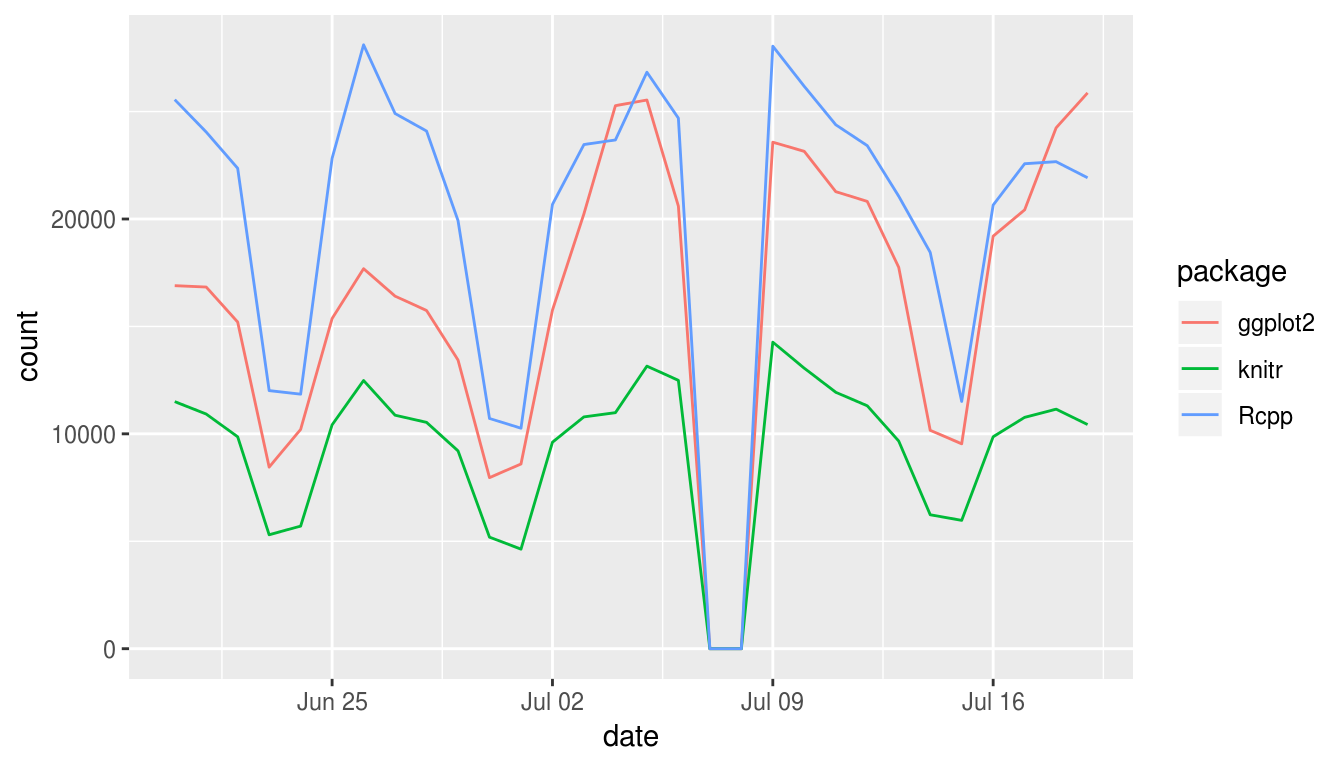 count
20000
10000
0
Jun 25
Jul 02
Jul 09
Jul 16
date
package
ggplot2
knitr
Rcpp